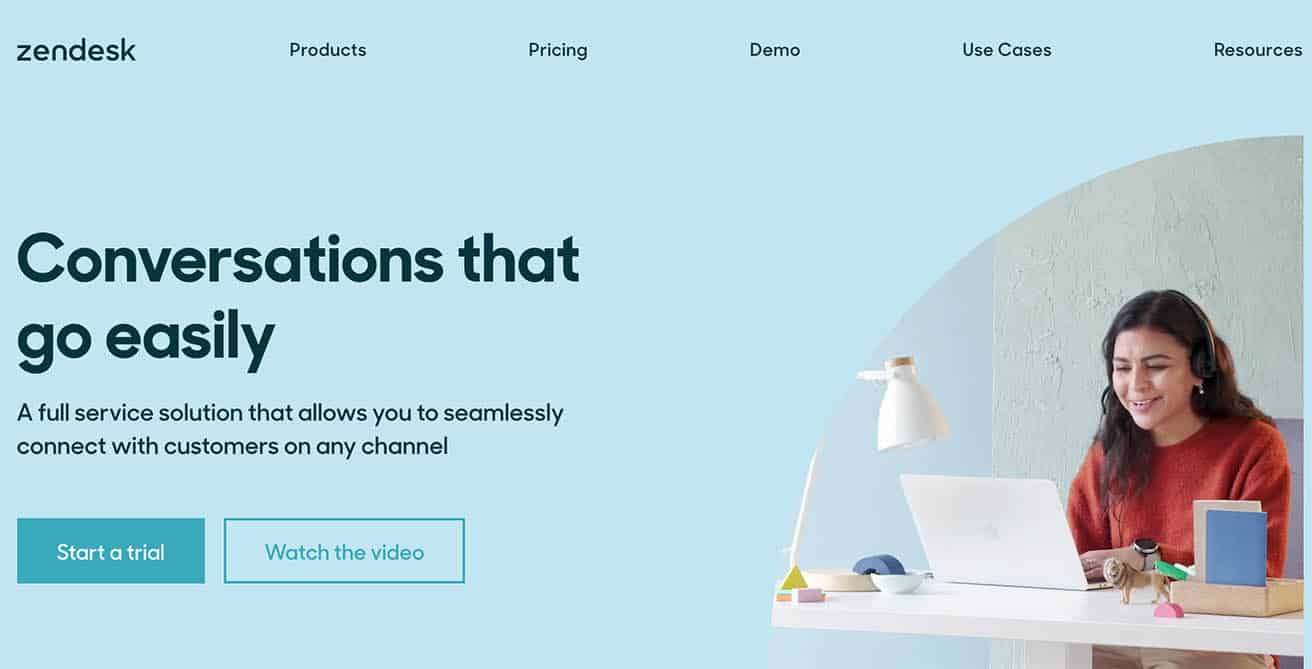 zendesk
Products
Pricing
Demo
Use Cases
Resources
Conversations that
go easily
A full service solution that allows you to seamlessly
connect with customers on any channel
Start a trial
Watch the video